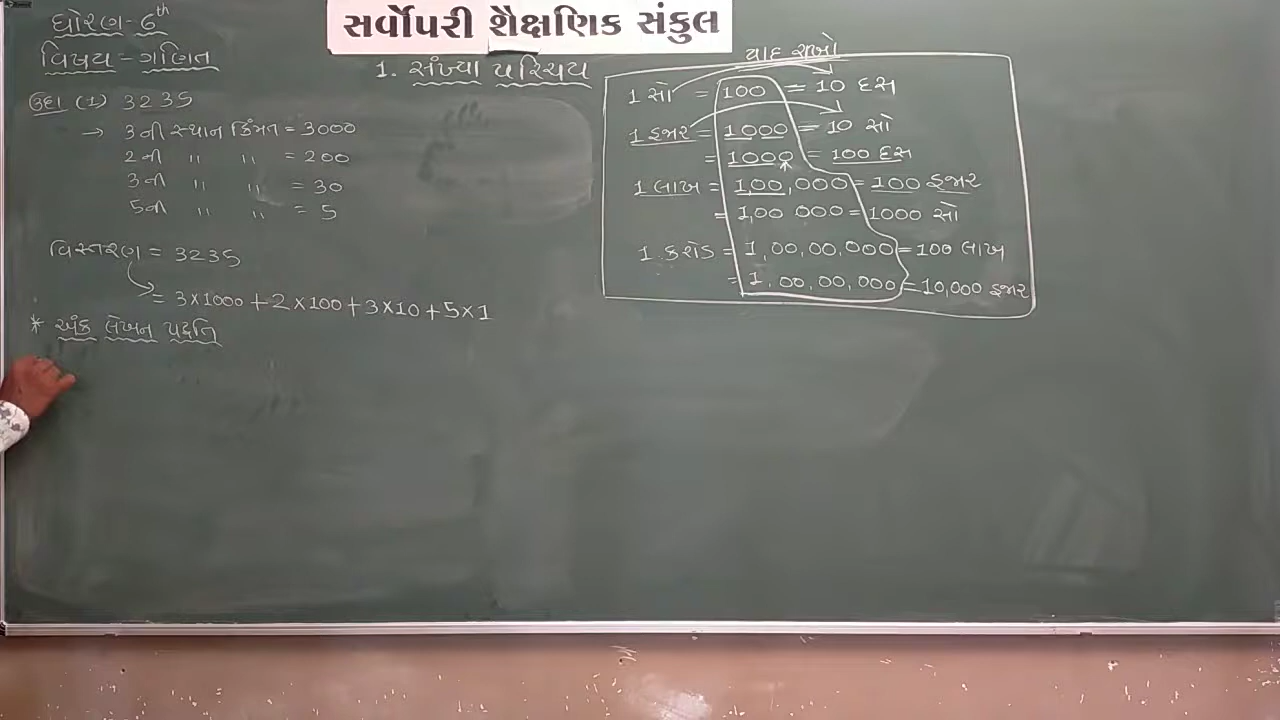 સર્વોપરી શૈક્ષણિક સંકુલ
ધોરણ - 6th
વિષય - ગણિત
1. સંખ્યા પરિચય
ઉદા (1) 3235
→ 3ની સ્થાન કિંમત = 3000
2ની " " = 200
3ની " " = 30
5ની " " = 5
વિસ્તરણ = 3235
= 3×1000 + 2×100 + 3×10 + 5×1
* અંક લેખન પદ્ધતિ
યાદ રાખો
1 સો = 100 = 10 દસ
1 હજાર = 1000 = 10 સો
= 1000 = 100 દસ
1 લાખ = 1,00,000 = 100 હજાર
= 1,00 000 = 1000 સો
1 કરોડ = 1,00,00,000 = 100 લાખ
= 1,00,00,000 = 10,000 હજાર